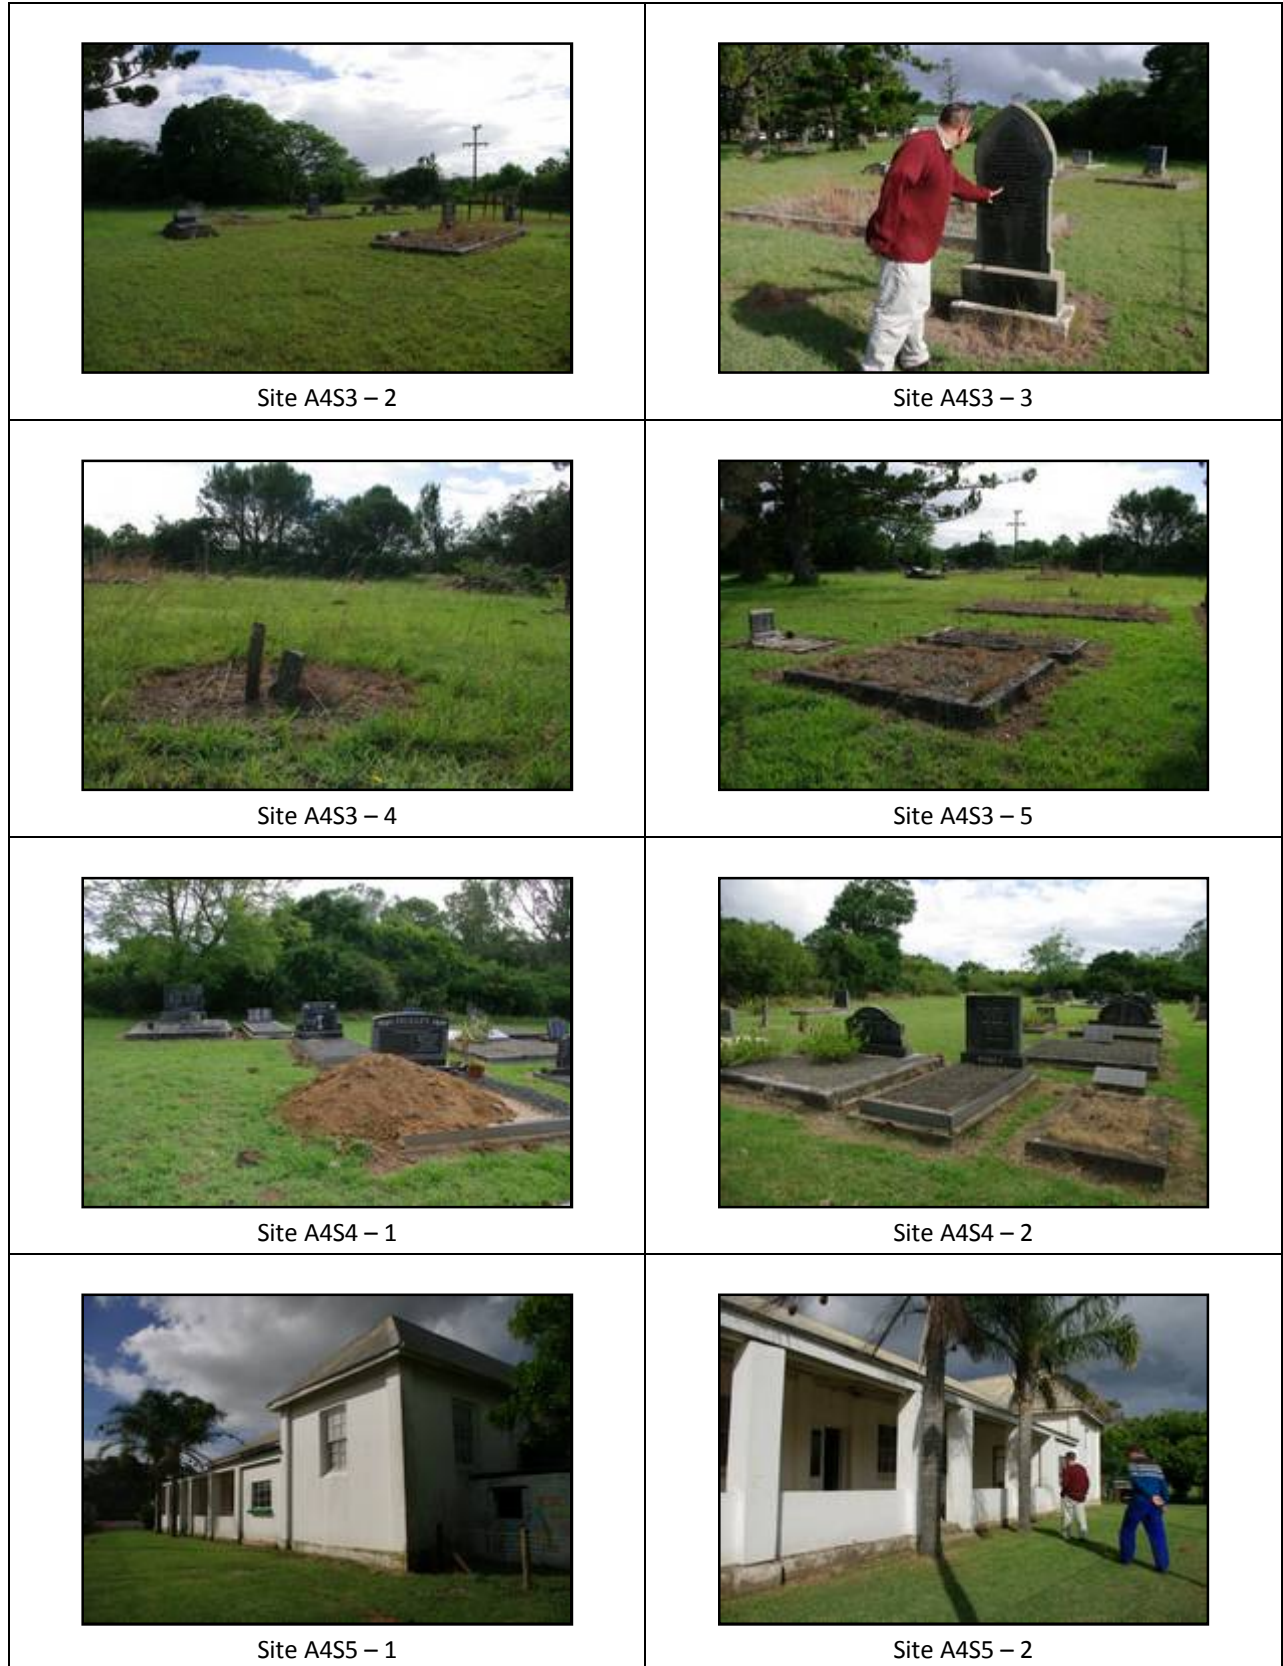 Site A4S3 – 2
Site A4S3 – 3
Site A4S3 – 4
Site A4S3 – 5
Site A4S4 – 1
Site A4S4 – 2
Site A4S5 – 1
Site A4S5 – 2